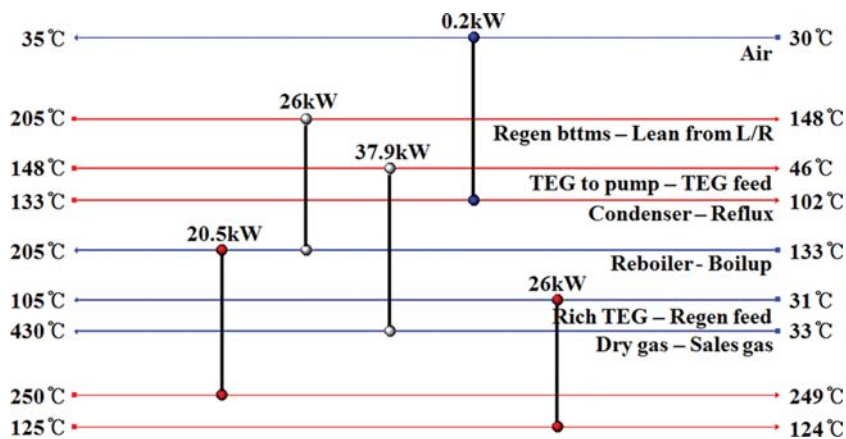 0.2kW
35℃ 30℃
Air
26kW
205℃ 148℃
Regen bttms – Lean from L/R
37.9kW
148℃ 46℃
TEG to pump – TEG feed
133℃ 102℃
Condenser – Reflux
20.5kW
205℃ 133℃
Reboiler - Boilup
26kW
105℃ 31℃
Rich TEG – Regen feed
430℃ 33℃
Dry gas – Sales gas
250℃ 249℃
125℃ 124℃